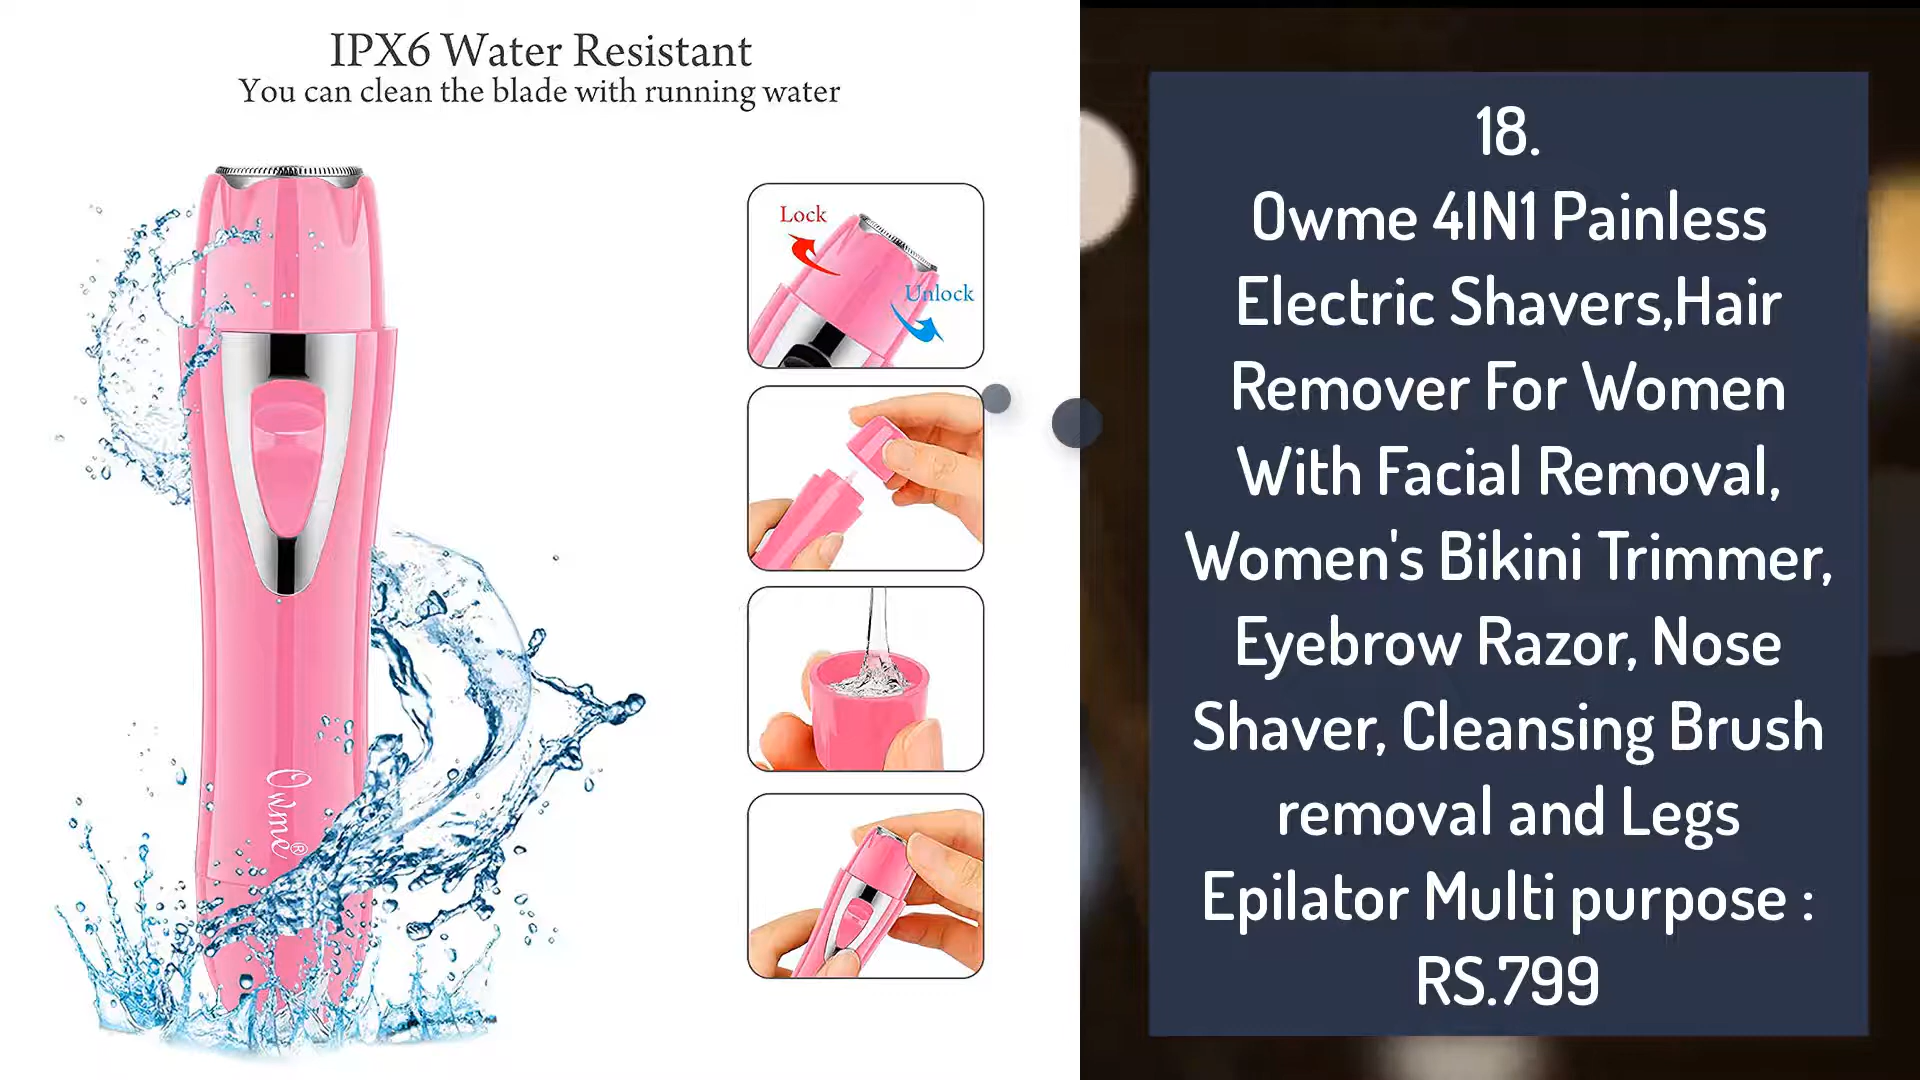 IPX6 Water Resistant
You can clean the blade with running water
Lock
Unlock
Owme®
18.
Owme 4IN1 Painless
Electric Shavers,Hair
Remover For Women
With Facial Removal,
Women's Bikini Trimmer,
Eyebrow Razor, Nose
Shaver, Cleansing Brush
removal and Legs
Epilator Multi purpose :
RS.799